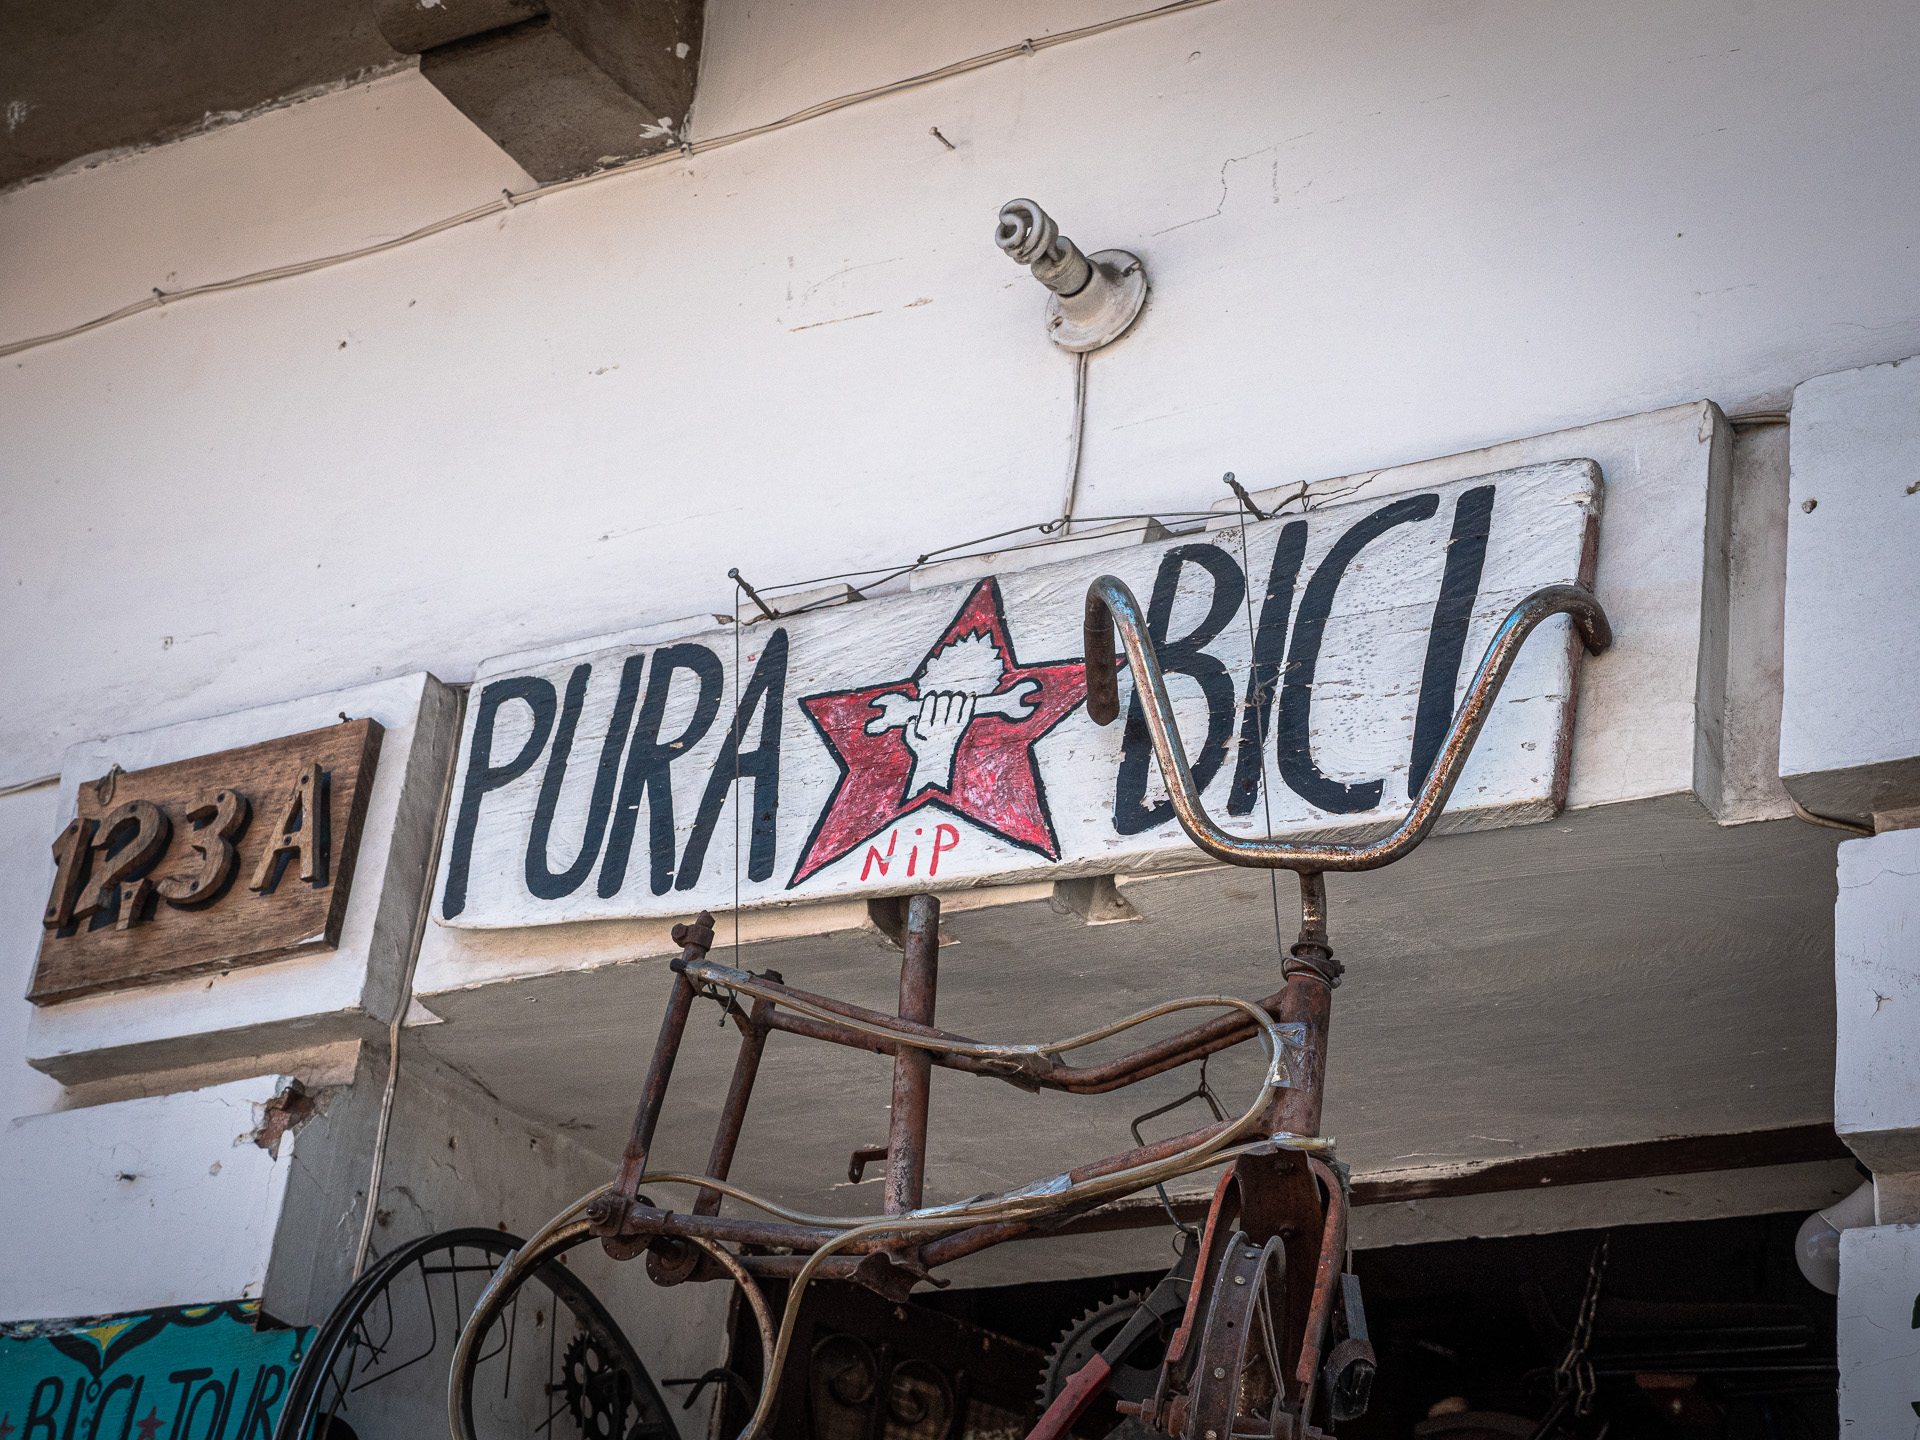 123A
PURA BICI
NiP
BICI TOUR